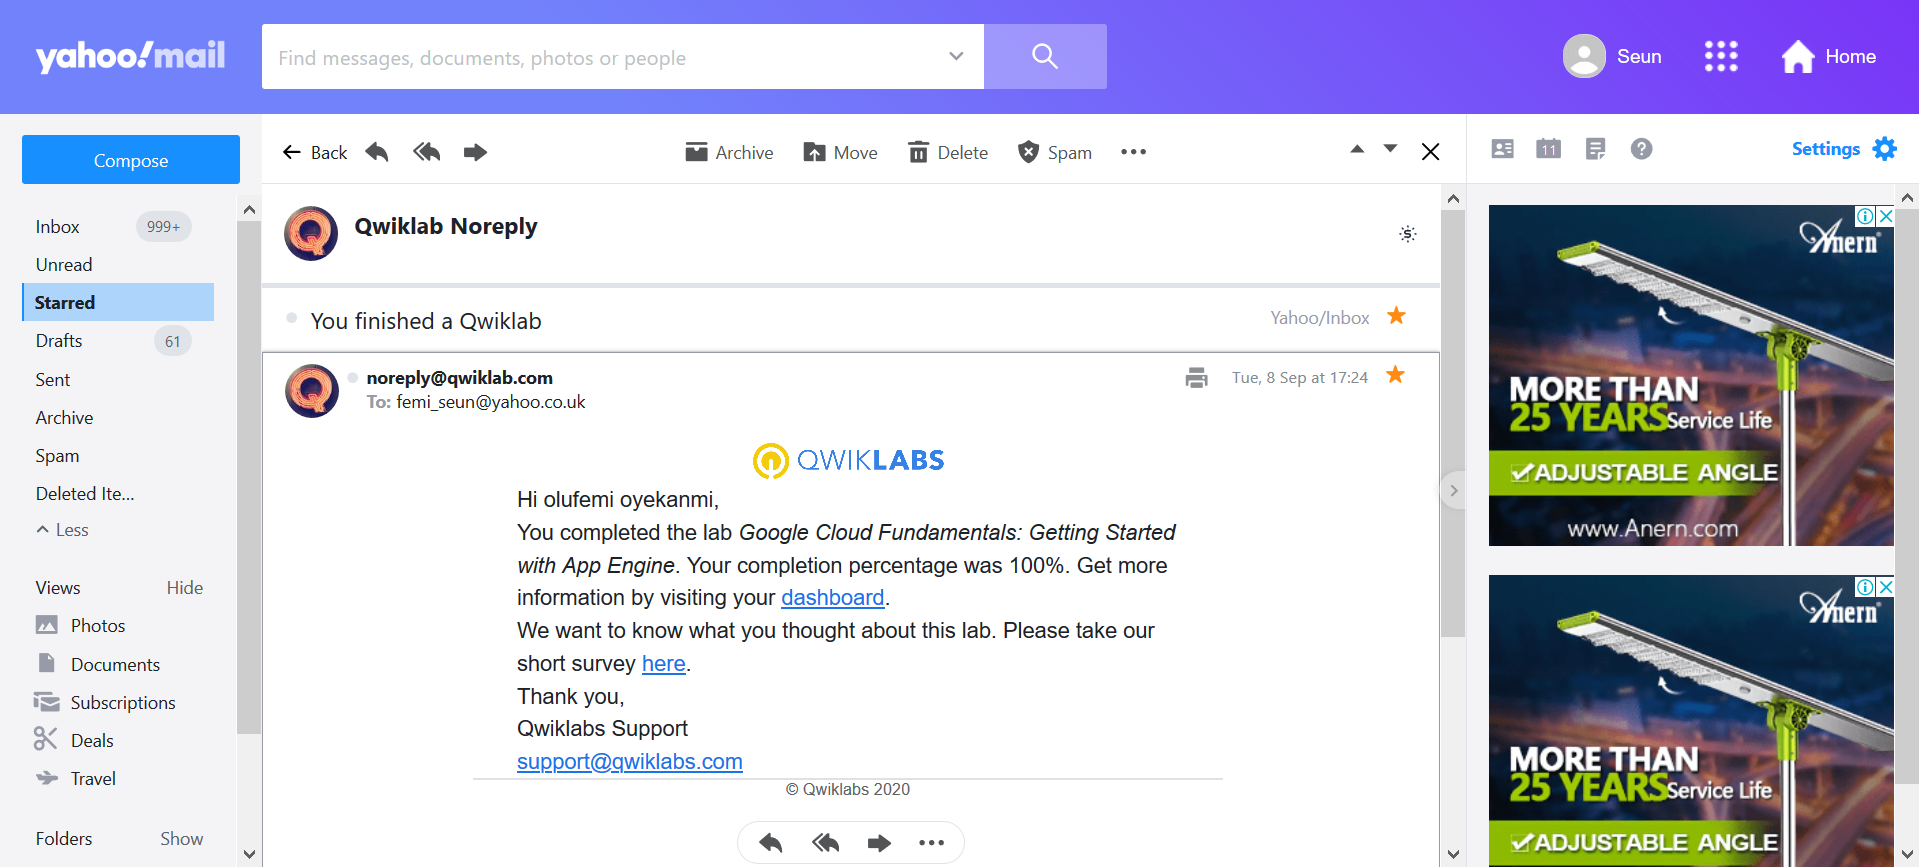 yahoo!mail
Find messages, documents, photos or people
Seun
Home
Compose
Back
Archive
Move
Delete
Spam
11
Settings
Inbox 999+
Unread
Starred
Drafts 61
Sent
Archive
Spam
Deleted Ite...
Less
Views Hide
Photos
Documents
Subscriptions
Deals
Travel
Folders Show
Qwiklab Noreply
You finished a Qwiklab
Yahoo/Inbox
noreply@qwiklab.com
Tue, 8 Sep at 17:24
To: femi_seun@yahoo.co.uk
QWIKLABS
Hi olufemi oyekanmi,
You completed the lab Google Cloud Fundamentals: Getting Started
with App Engine. Your completion percentage was 100%. Get more
information by visiting your dashboard.
We want to know what you thought about this lab. Please take our
short survey here.
Thank you,
Qwiklabs Support
support@qwiklabs.com
© Qwiklabs 2020
Anern®
MORE THAN
25 YEARS Service Life
ADJUSTABLE ANGLE
www.Anern.com
Anern®
MORE THAN
25 YEARS Service Life
ADJUSTABLE ANGLE